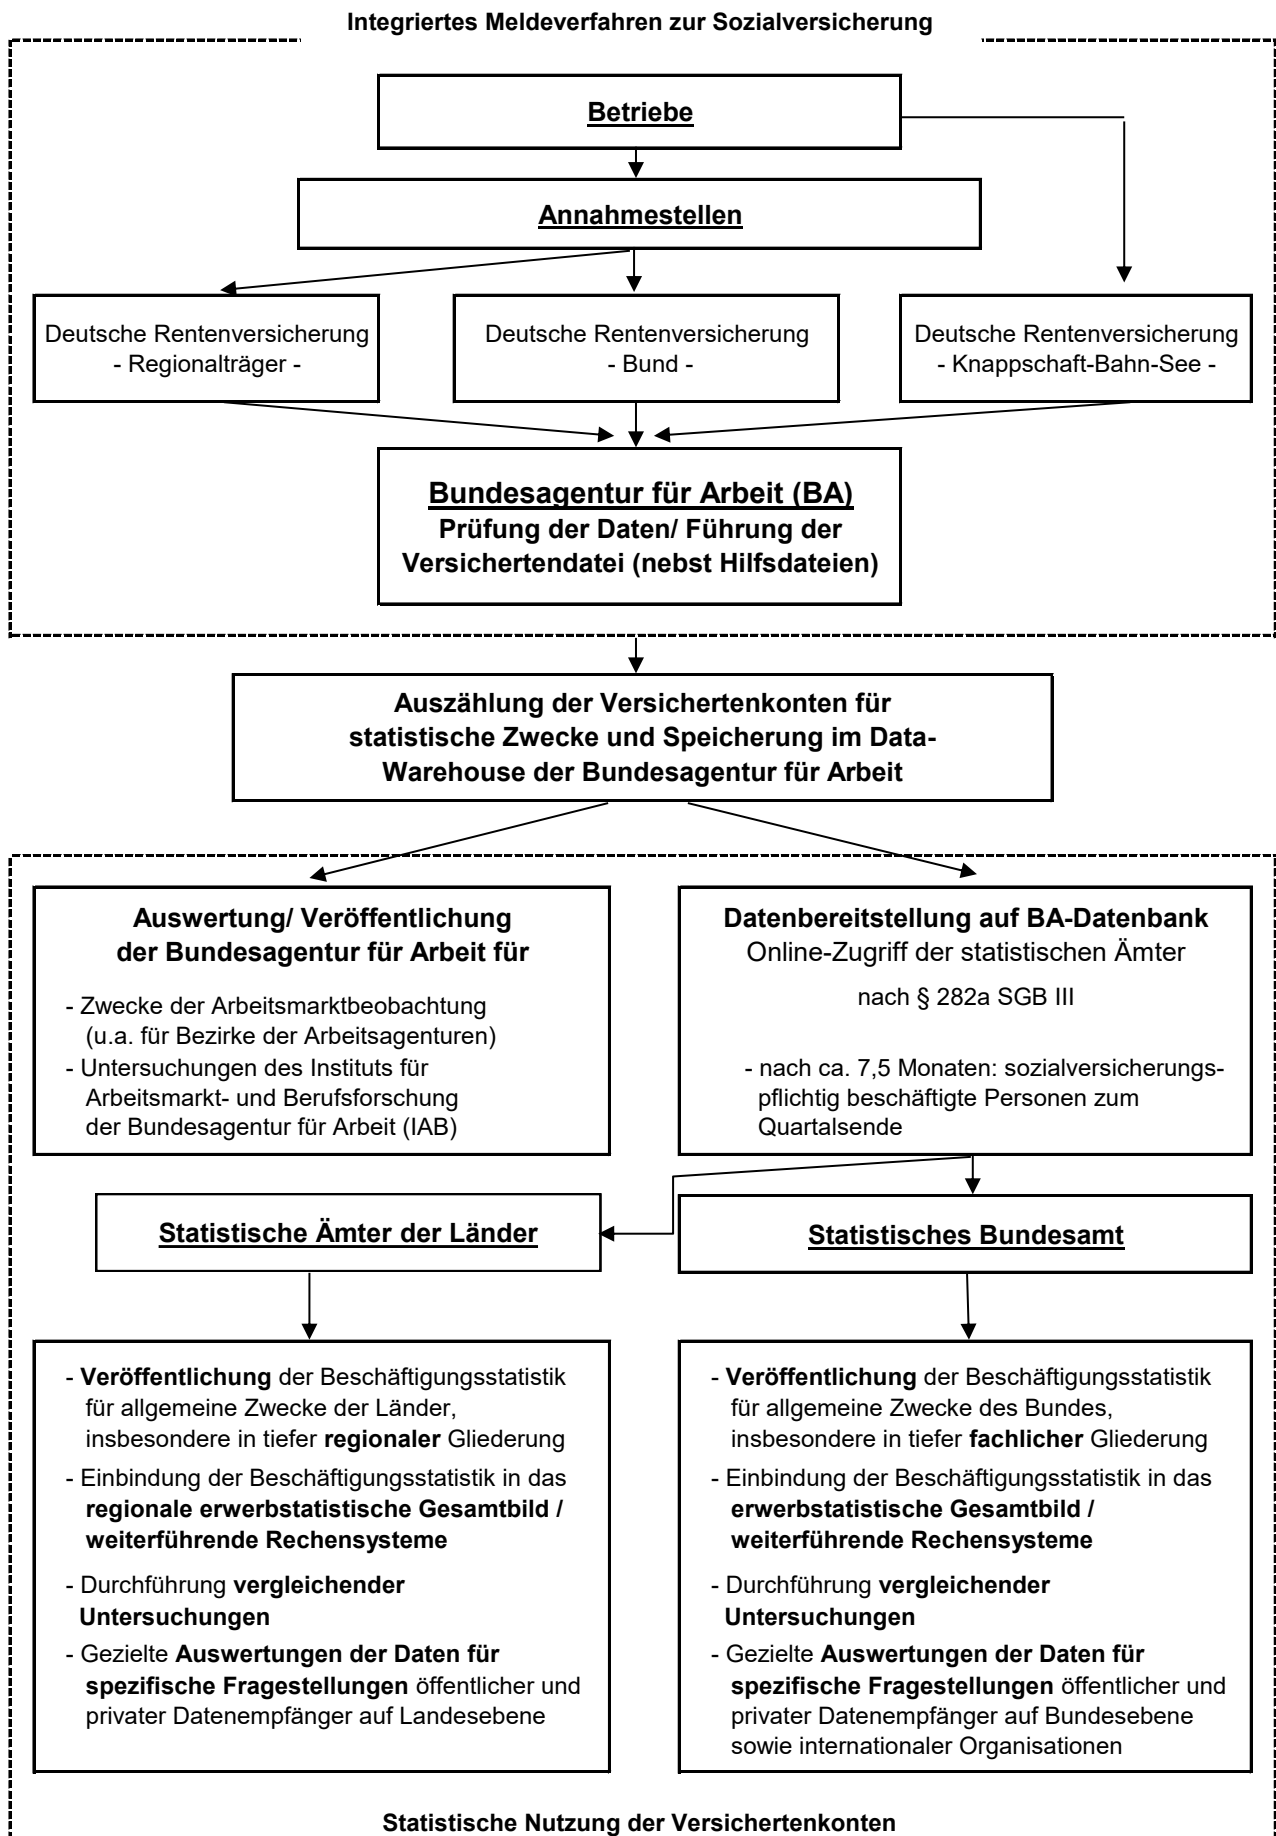 Integriertes Meldeverfahren zur Sozialversicherung
Betriebe
Annahmestellen
Deutsche Rentenversicherung
- Regionalträger -
Deutsche Rentenversicherung
- Bund -
Deutsche Rentenversicherung
- Knappschaft-Bahn-See -
Bundesagentur für Arbeit (BA)
Prüfung der Daten/ Führung der
Versichertendatei (nebst Hilfsdateien)
Auszählung der Versichertenkonten für
statistische Zwecke und Speicherung im Data-
Warehouse der Bundesagentur für Arbeit
Auswertung/ Veröffentlichung
der Bundesagentur für Arbeit für
- Zwecke der Arbeitsmarktbeobachtung
(u.a. für Bezirke der Arbeitsagenturen)
- Untersuchungen des Instituts für
Arbeitsmarkt- und Berufsforschung
der Bundesagentur für Arbeit (IAB)
Datenbereitstellung auf BA-Datenbank
Online-Zugriff der statistischen Ämter
nach § 282a SGB III
- nach ca. 7,5 Monaten: sozialversicherungs-
pflichtig beschäftigte Personen zum
Quartalsende
Statistische Ämter der Länder
Statistisches Bundesamt
- Veröffentlichung der Beschäftigungsstatistik
für allgemeine Zwecke der Länder,
insbesondere in tiefer regionaler Gliederung
- Einbindung der Beschäftigungsstatistik in das
regionale erwerbstatistische Gesamtbild /
weiterführende Rechensysteme
- Durchführung vergleichender
Untersuchungen
- Gezielte Auswertungen der Daten für
spezifische Fragestellungen öffentlicher und
privater Datenempfänger auf Landesebene
- Veröffentlichung der Beschäftigungsstatistik
für allgemeine Zwecke des Bundes,
insbesondere in tiefer fachlicher Gliederung
- Einbindung der Beschäftigungsstatistik in das
erwerbstatistische Gesamtbild /
weiterführende Rechensysteme
- Durchführung vergleichender
Untersuchungen
- Gezielte Auswertungen der Daten für
spezifische Fragestellungen öffentlicher und
privater Datenempfänger auf Bundesebene
sowie internationaler Organisationen
Statistische Nutzung der Versichertenkonten